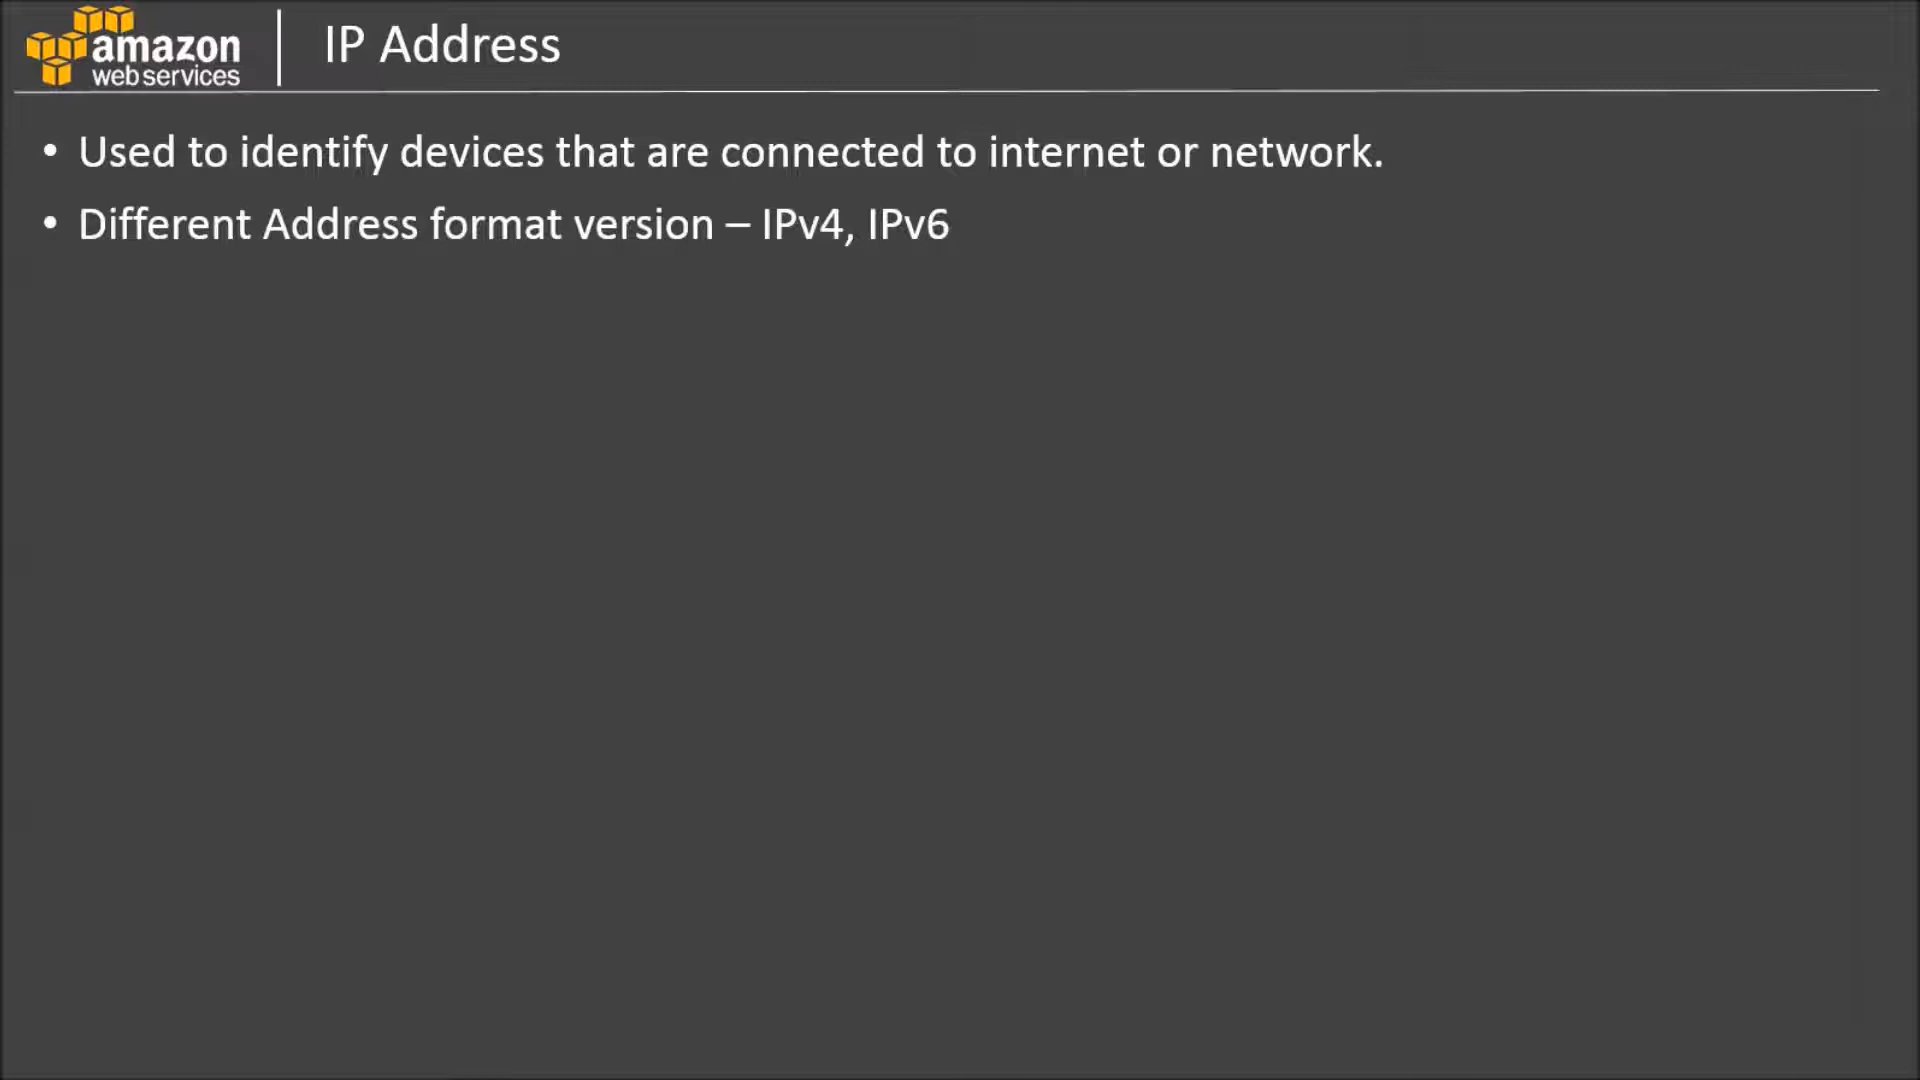 amazon
web services
IP Address
• Used to identify devices that are connected to internet or network.
• Different Address format version – IPv4, IPv6